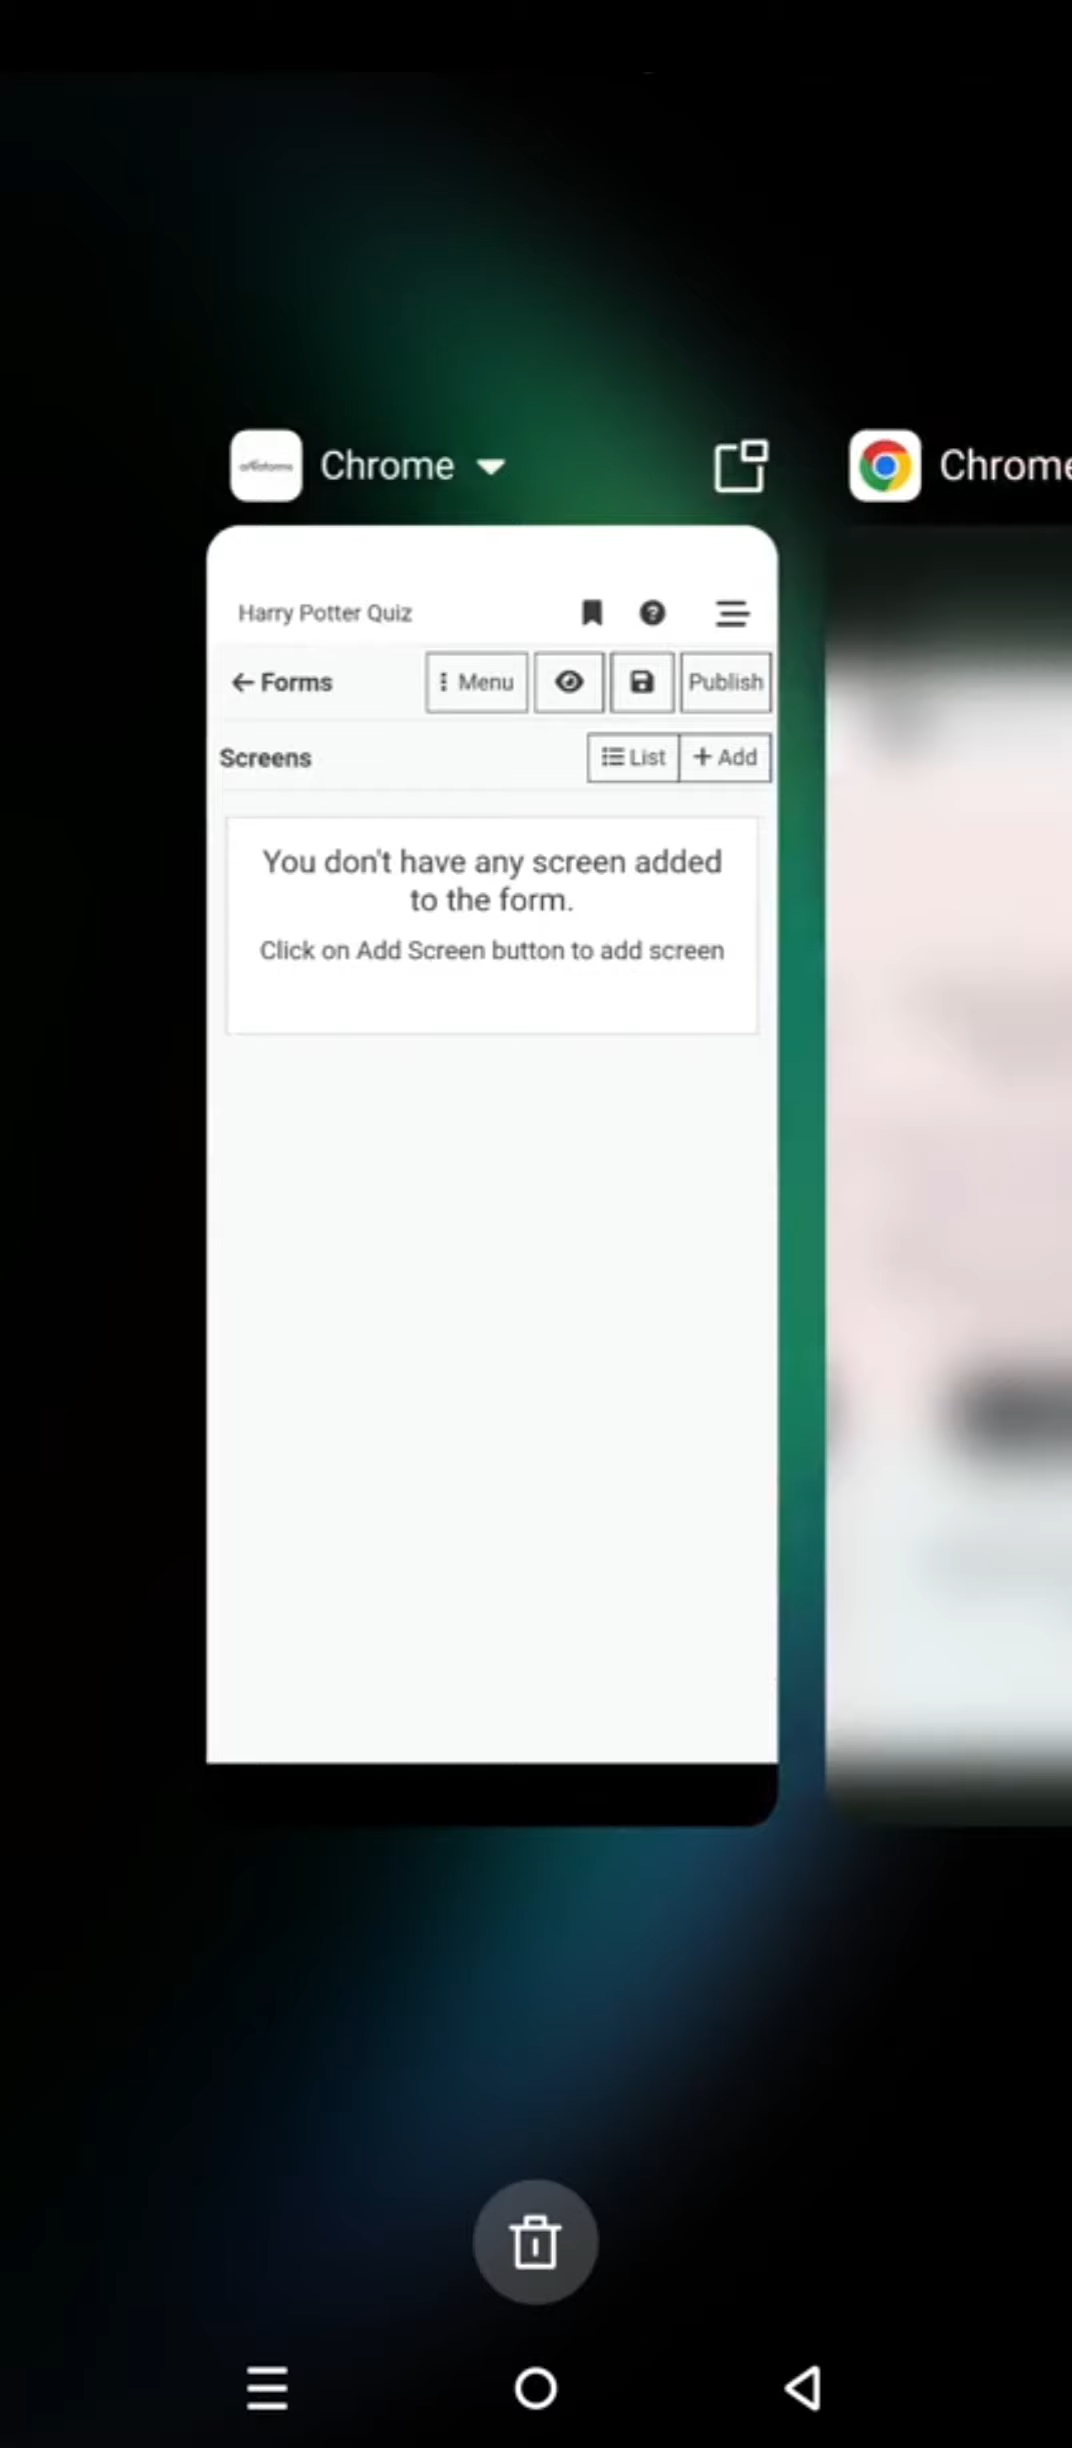 Chrome
Chrome
Harry Potter Quiz
Forms
Menu
Publish
Screens
List
+ Add
You don't have any screen added
to the form.
Click on Add Screen button to add screen